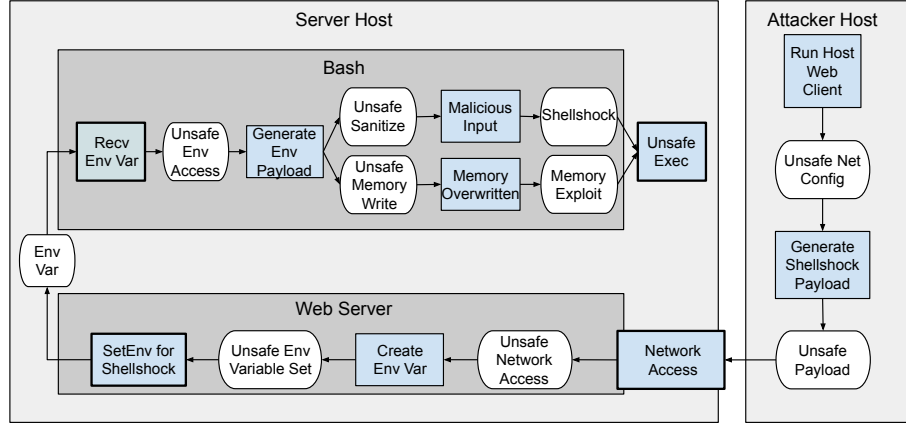 Server Host
Attacker Host
Bash
Run Host
Web
Client
Recv
Env Var
Unsafe
Env
Access
Generate
Env
Payload
Unsafe
Sanitize
Malicious
Input
Shellshock
Unsafe
Memory
Write
Memory
Overwritten
Memory
Exploit
Unsafe
Exec
Unsafe Net
Config
Env
Var
Generate
Shellshock
Payload
Web Server
SetEnv for
Shellshock
Unsafe Env
Variable Set
Create
Env Var
Unsafe
Network
Access
Network
Access
Unsafe
Payload